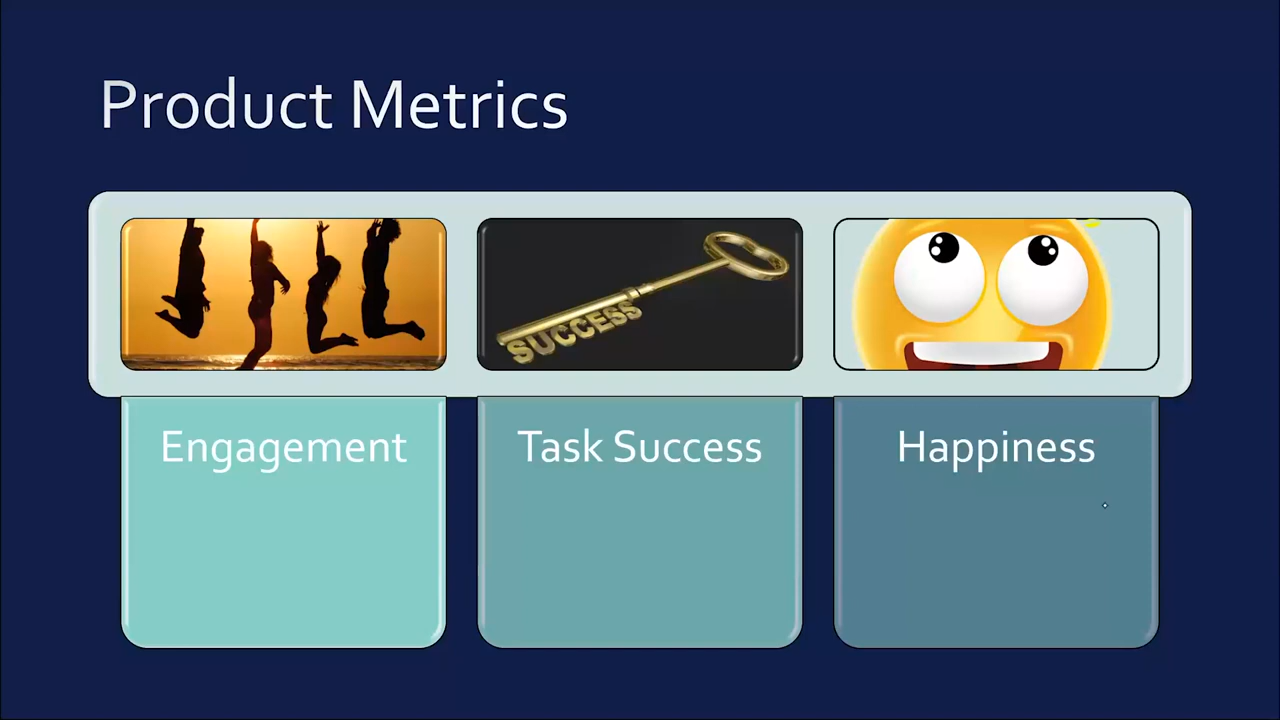 Product Metrics
SUCCESS
Engagement
Task Success
Happiness